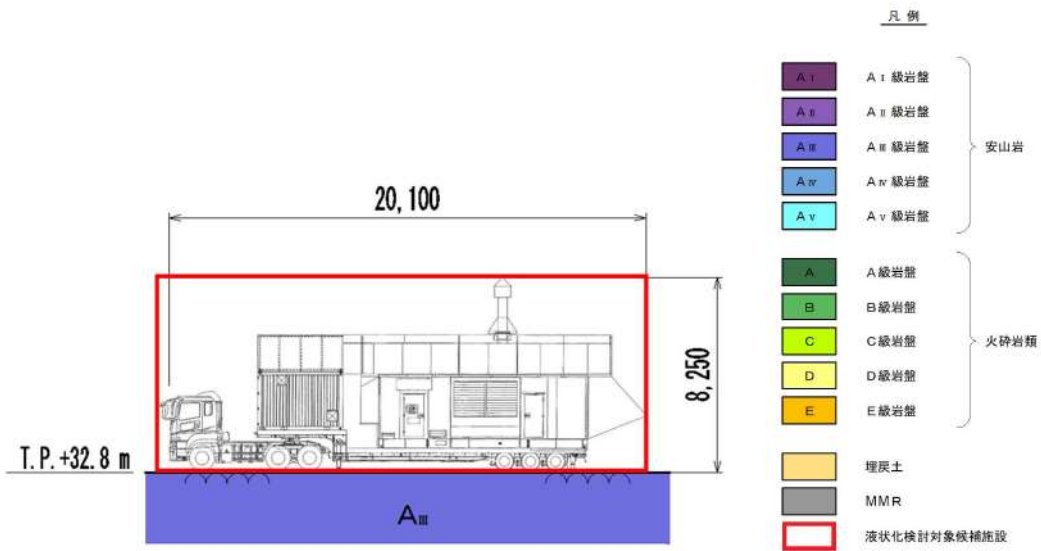 凡 例
AⅠ AⅠ級岩盤
AⅡ AⅡ級岩盤
AⅢ AⅢ級岩盤
AⅣ AⅣ級岩盤
AⅤ AⅤ級岩盤
安山岩
A A級岩盤
B B級岩盤
C C級岩盤
D D級岩盤
E E級岩盤
火砕岩類
埋戻土
MMR
液状化検討対象候補施設
20,100
8,250
T.P.+32.8 m
AⅢ